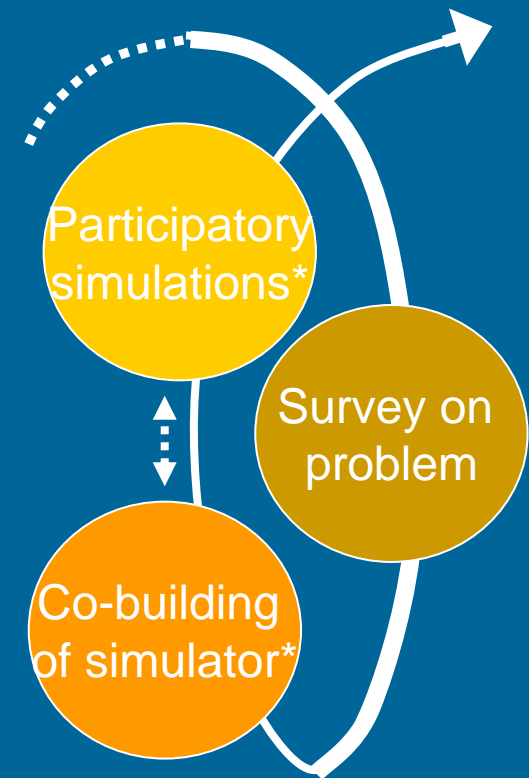 Participatory
simulations*
Survey on
problem
Co-building
of simulator*